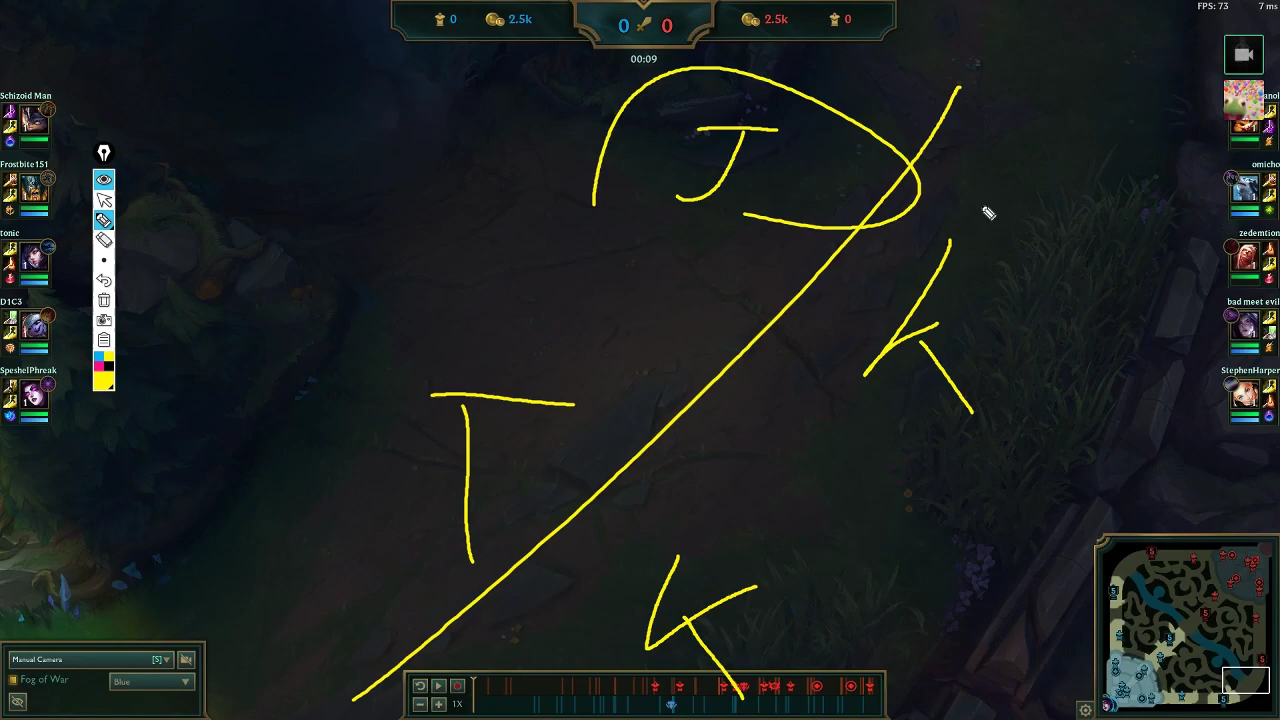 FPS: 73 7 ms
0 2.5k 0 0 2.5k 0
00:09
Schizoid Man
Frostbite151
tonic
D1C3
SpeshelPhreak
omicho
zedemtion
bad meet evil
StephenHarper
J
K
T
K
Manual Camera [S]
Fog of War Blue
1X